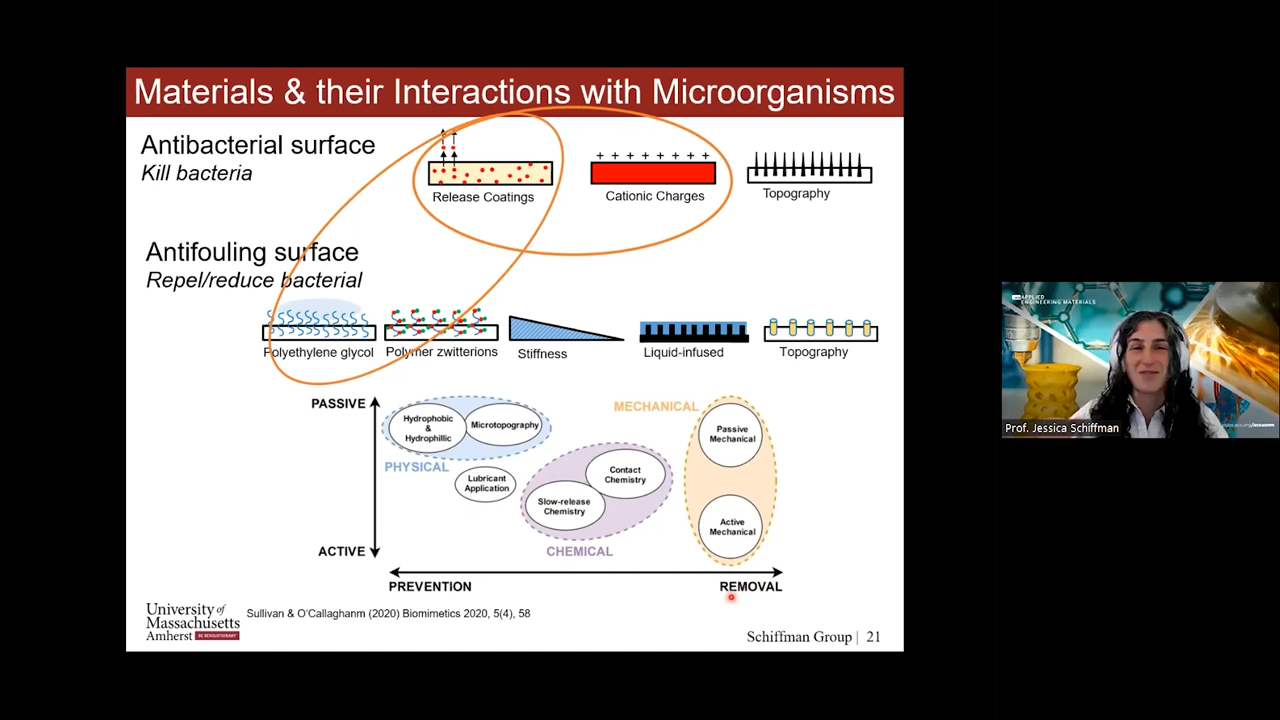 Materials & their Interactions with Microorganisms
Antibacterial surface
Kill bacteria
+ + + + + + + +
Release Coatings
Cationic Charges
Topography
Antifouling surface
Repel/reduce bacterial
Polyethylene glycol
Polymer zwitterions
Stiffness
Liquid-infused
Topography
PASSIVE
Hydrophobic
&
Hydrophillic
Microtopography
PHYSICAL
Lubricant
Application
MECHANICAL
Passive
Mechanical
Contact
Chemistry
Slow-release
Chemistry
Active
Mechanical
ACTIVE
CHEMICAL
PREVENTION
REMOVAL
University of
Massachusetts
Amherst BE REVOLUTIONARY
Sullivan & O'Callaghanm (2020) Biomimetics 2020, 5(4), 58
Schiffman Group | 21
APPLIED
ENGINEERING MATERIALS
Prof. Jessica Schiffman